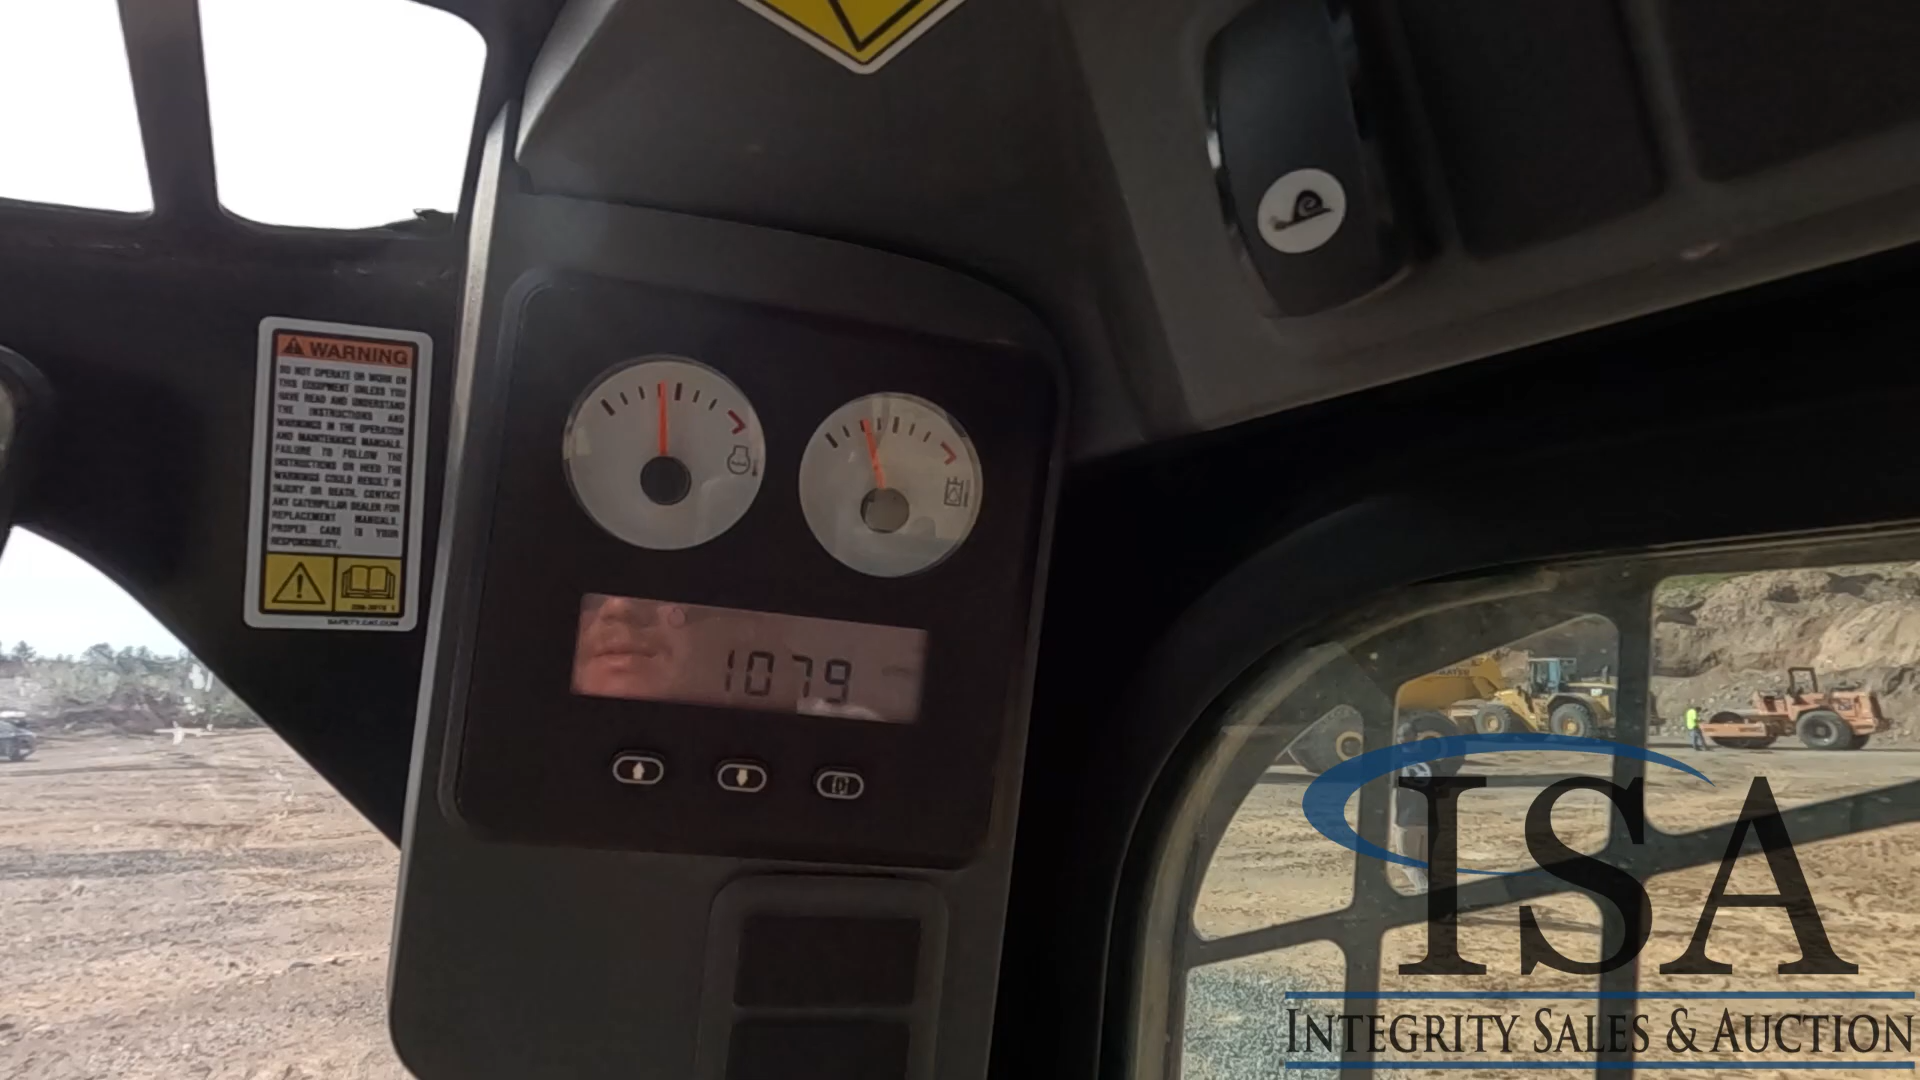 WARNING
DO NOT OPERATE OR WORK ON
THIS EQUIPMENT UNLESS YOU
HAVE READ AND UNDERSTAND
THE INSTRUCTIONS AND
WARNINGS IN THE OPERATION
AND MAINTENANCE MANUALS.
FAILURE TO FOLLOW THE
INSTRUCTIONS OR HEED THE
WARNINGS COULD RESULT IN
INJURY OR DEATH. CONTACT
ANY CATERPILLAR DEALER FOR
REPLACEMENT MANUALS.
PROPER CARE IS YOUR
RESPONSIBILITY.
SAFETY.CAT.COM
1079
ISA
INTEGRITY SALES & AUCTION